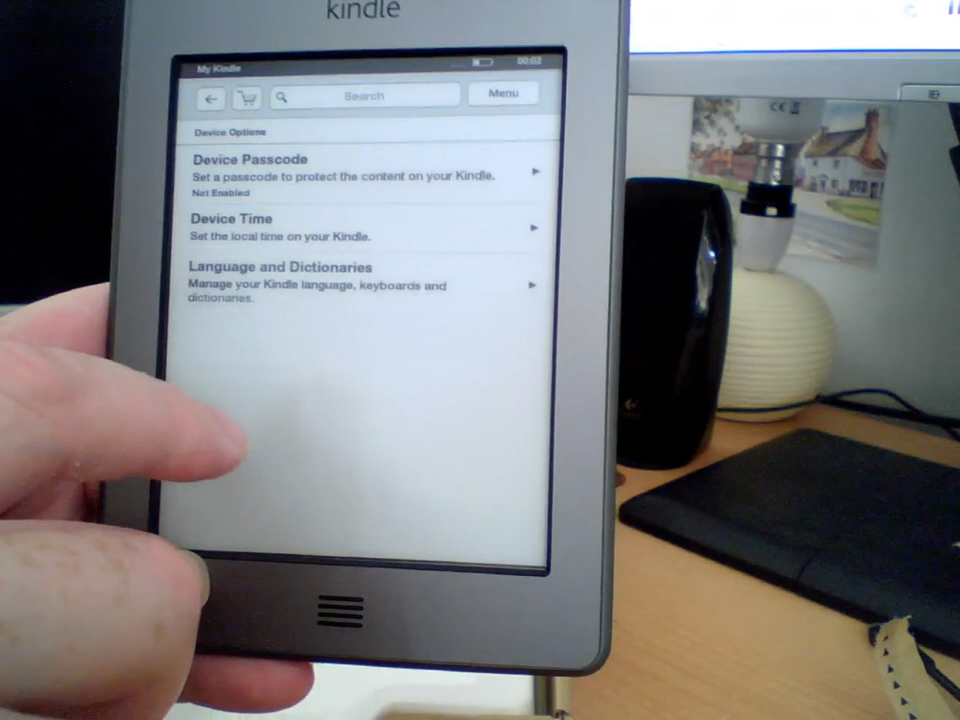 kindle
My Kindle 00:02
Search Menu
Device Options
Device Passcode
Set a passcode to protect the content on your Kindle.
Not Enabled
Device Time
Set the local time on your Kindle.
Language and Dictionaries
Manage your Kindle language, keyboards and
dictionaries.
CE